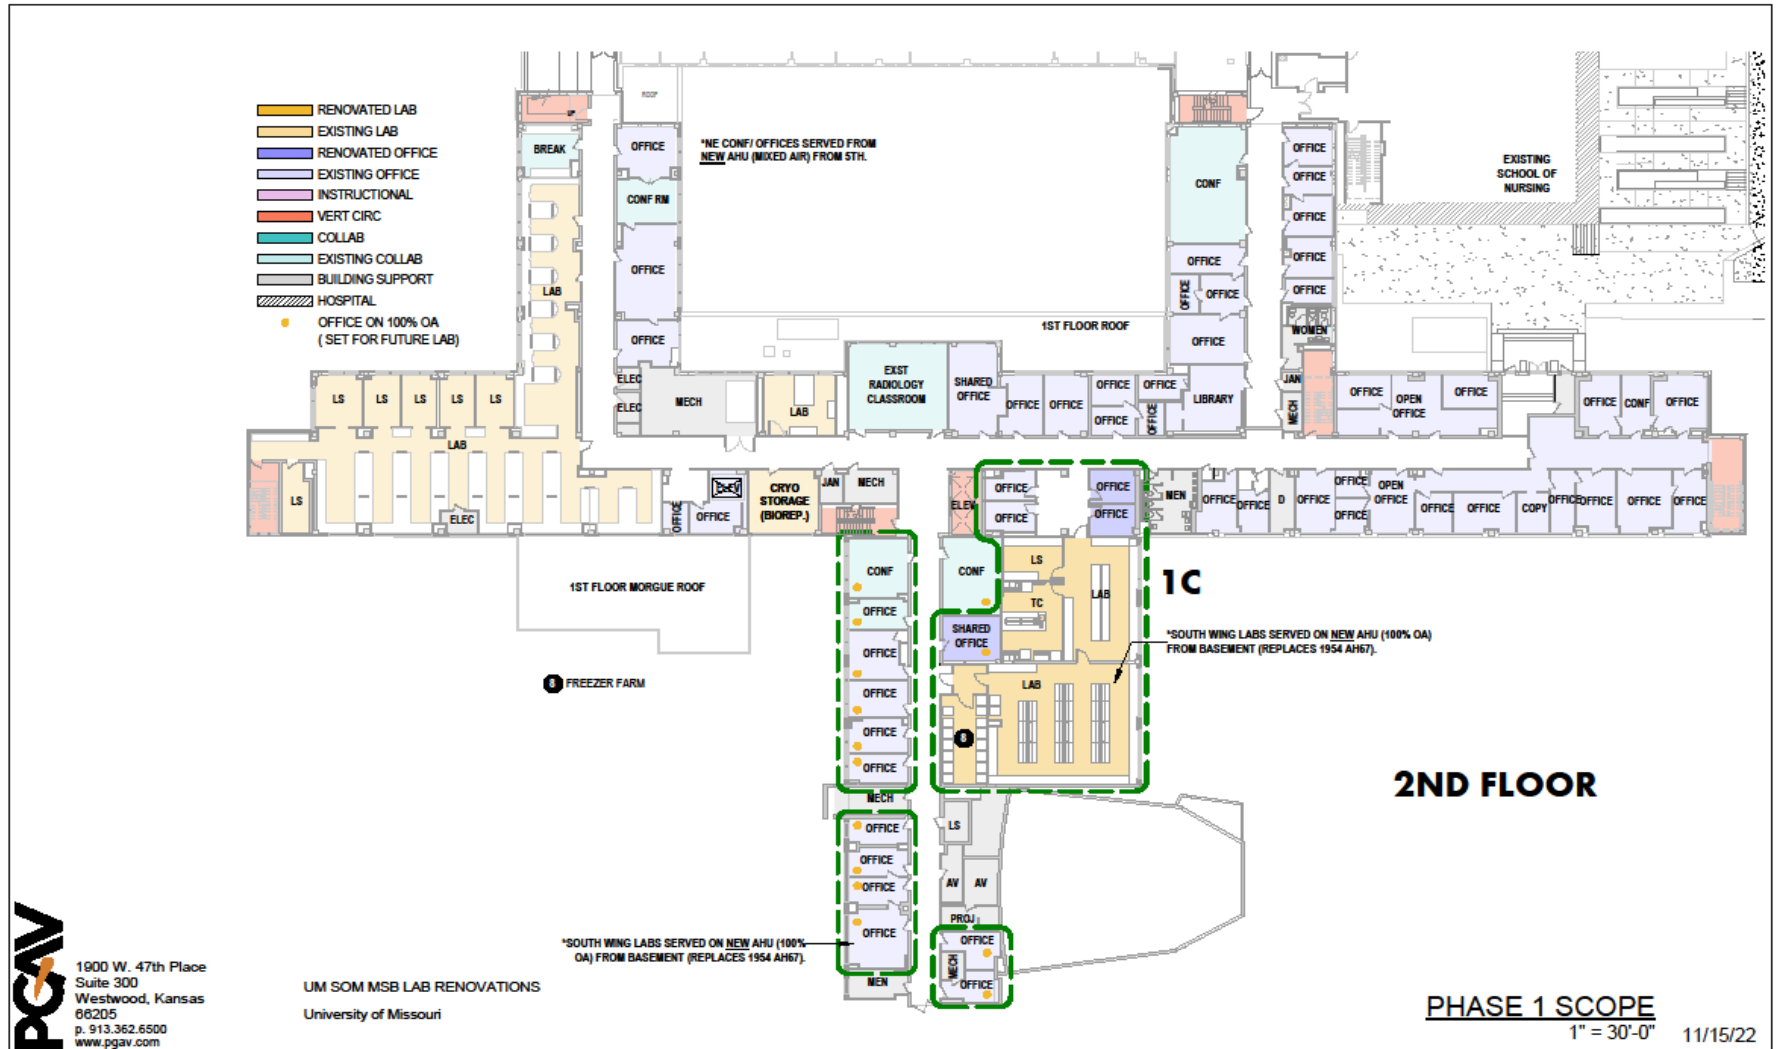 RENOVATED LAB
EXISTING LAB
RENOVATED OFFICE
EXISTING OFFICE
INSTRUCTIONAL
VERT CIRC
COLLAB
EXISTING COLLAB
BUILDING SUPPORT
HOSPITAL
OFFICE ON 100% OA
( SET FOR FUTURE LAB)
ROOF
UP
BREAK
OFFICE
CONF RM
OFFICE
OFFICE
LAB
*NE CONF/ OFFICES SERVED FROM
NEW AHU (MIXED AIR) FROM 5TH.
1ST FLOOR ROOF
CONF
OFFICE
OFFICE
OFFICE
OFFICE
OFFICE
OFFICE
OFFICE
OFFICE
OFFICE
WOMEN
JAN
MECH
EXISTING
SCHOOL OF
NURSING
LS
LS
LS
LS
LS
LAB
LS
ELEC
ELEC
ELEC
MECH
LAB
EXST
RADIOLOGY
CLASSROOM
SHARED
OFFICE
OFFICE
OFFICE
OFFICE
OFFICE
OFFICE
OFFICE
LIBRARY
OFFICE
OPEN
OFFICE
OFFICE
OFFICE
CONF
OFFICE
OFFICE
ELEV
OFFICE
CRYO
STORAGE
(BIOREP.)
JAN
MECH
ELEV
OFFICE
OFFICE
OFFICE
OFFICE
MEN
OFFICE
OFFICE
D
OFFICE
OFFICE
OFFICE
OPEN
OFFICE
OFFICE
OFFICE
COPY
OFFICE
OFFICE
OFFICE
OFFICE
1ST FLOOR MORGUE ROOF
8 FREEZER FARM
CONF
OFFICE
OFFICE
OFFICE
OFFICE
OFFICE
MECH
OFFICE
OFFICE
OFFICE
OFFICE
MEN
CONF
SHARED
OFFICE
LS
TC
LAB
LAB
8
1C
*SOUTH WING LABS SERVED ON NEW AHU (100% OA)
FROM BASEMENT (REPLACES 1954 AH67).
LS
AV
AV
PROJ
OFFICE
MECH
OFFICE
*SOUTH WING LABS SERVED ON NEW AHU (100%
OA) FROM BASEMENT (REPLACES 1954 AH67).
2ND FLOOR
PGAV
1900 W. 47th Place
Suite 300
Westwood, Kansas
66205
p. 913.362.6500
www.pgav.com
UM SOM MSB LAB RENOVATIONS
University of Missouri
PHASE 1 SCOPE
1" = 30'-0"
11/15/22